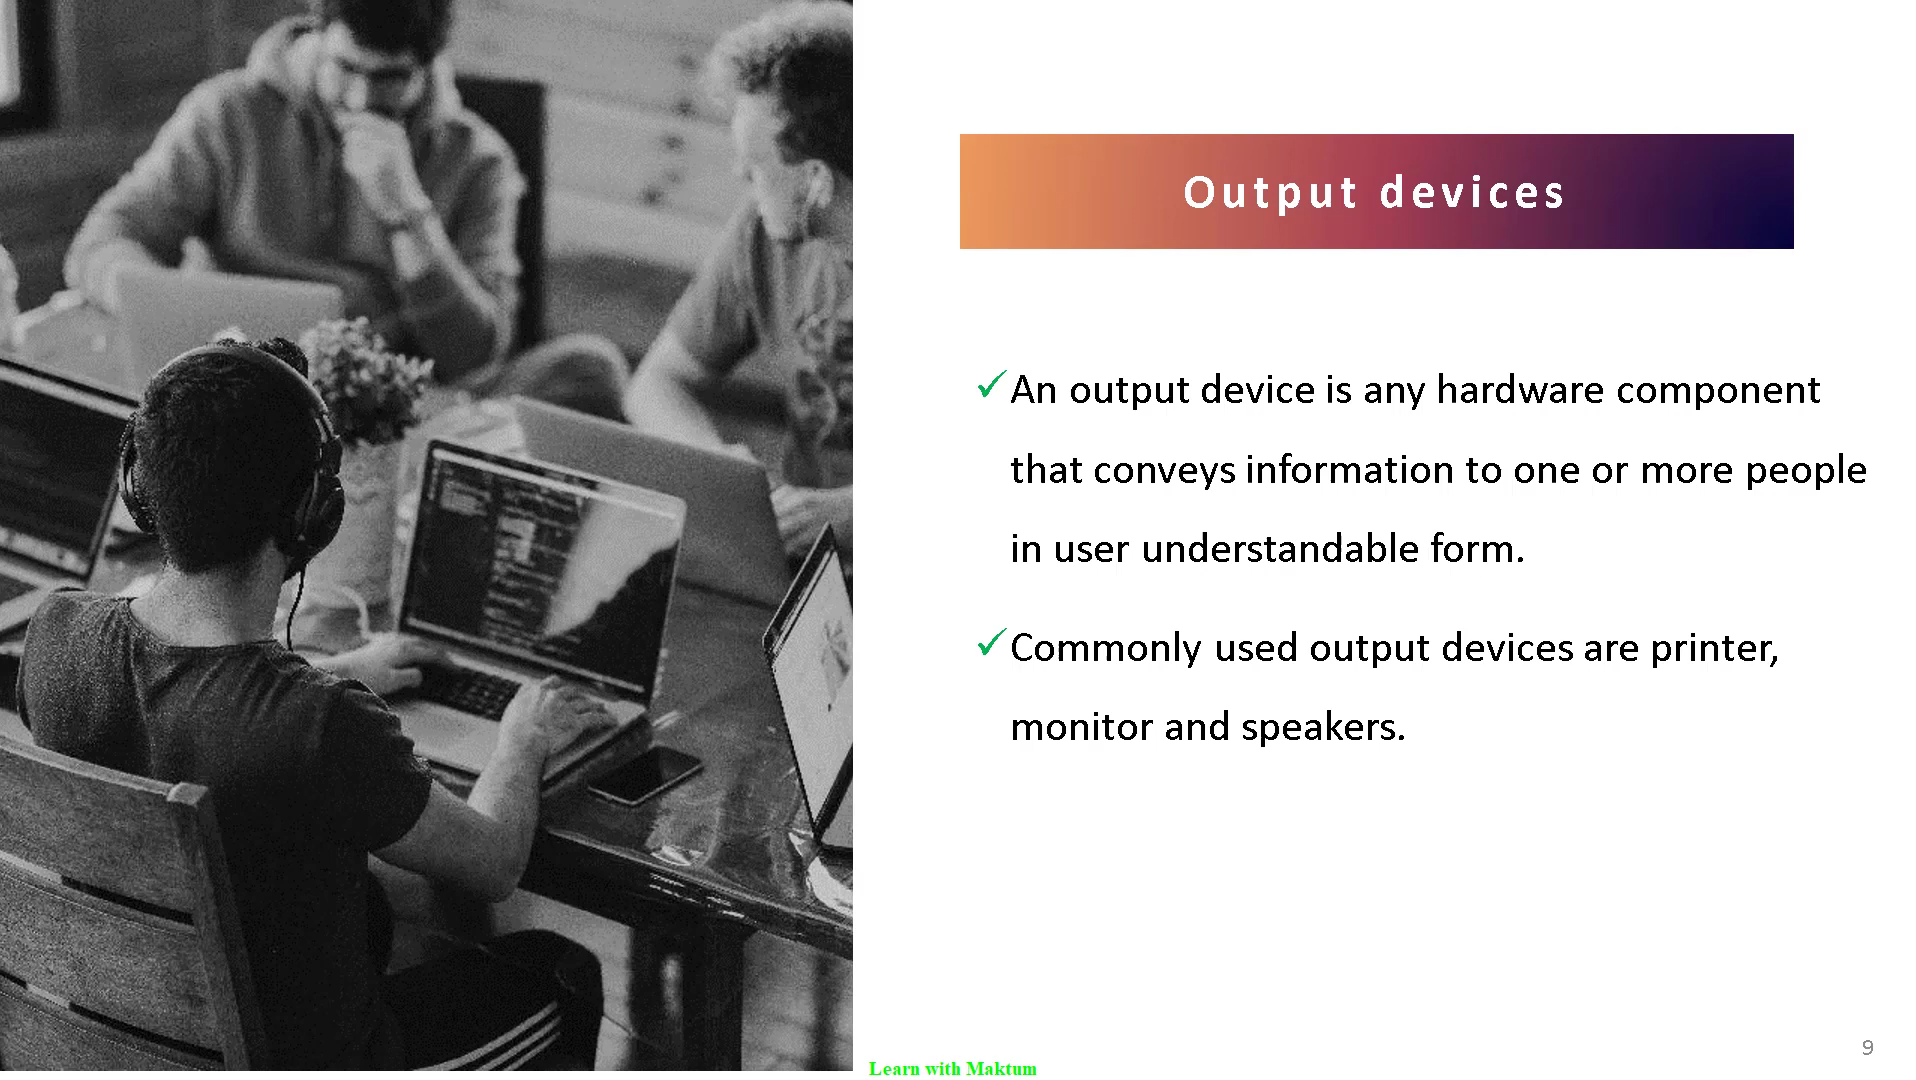 Output devices
✓An output device is any hardware component
that conveys information to one or more people
in user understandable form.
✓Commonly used output devices are printer,
monitor and speakers.
9
Learn with Maktum